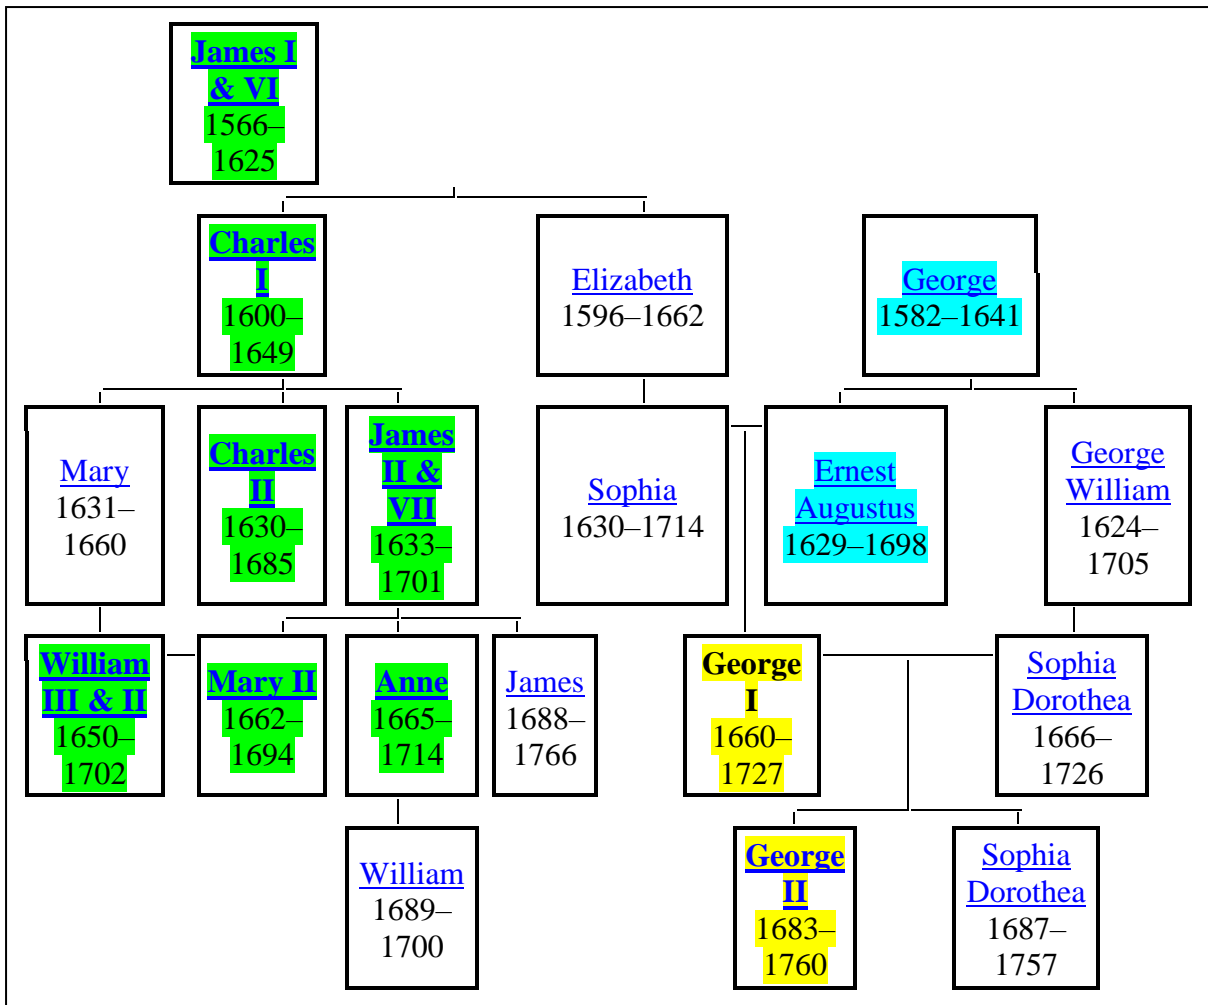 James I
& VI
1566–
1625
Charles
I
1600–
1649
Elizabeth
1596–1662
George
1582–1641
Mary
1631–
1660
Charles
II
1630–
1685
James
II &
VII
1633–
1701
Sophia
1630–1714
Ernest
Augustus
1629–1698
George
William
1624–
1705
William
III & II
1650–
1702
Mary II
1662–
1694
Anne
1665–
1714
James
1688–
1766
George
I
1660–
1727
Sophia
Dorothea
1666–
1726
William
1689–
1700
George
II
1683–
1760
Sophia
Dorothea
1687–
1757